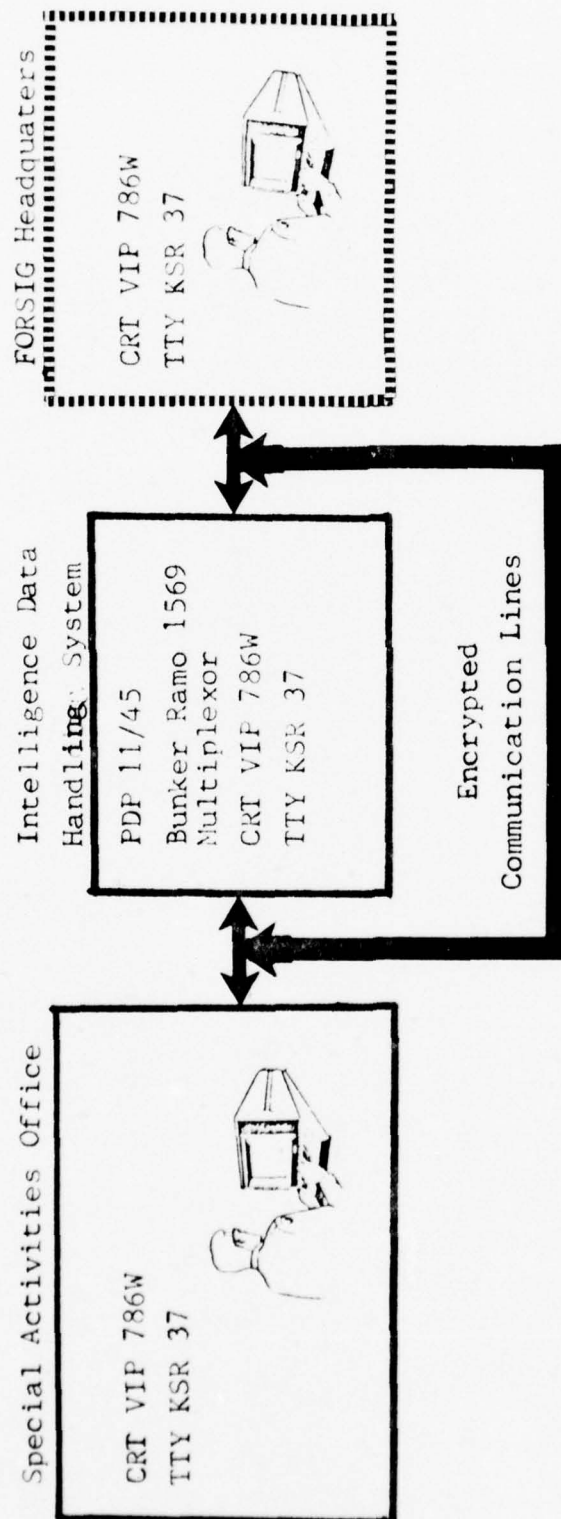 Special Activities Office
CRT VIP 786W
TTY KSR 37
Intelligence Data
Handling System
PDP 11/45
Bunker Ramo 1569
Multiplexor
CRT VIP 786W
TTY KSR 37
FORSIG Headquaters
CRT VIP 786W
TTY KSR 37
Encrypted
Communication Lines